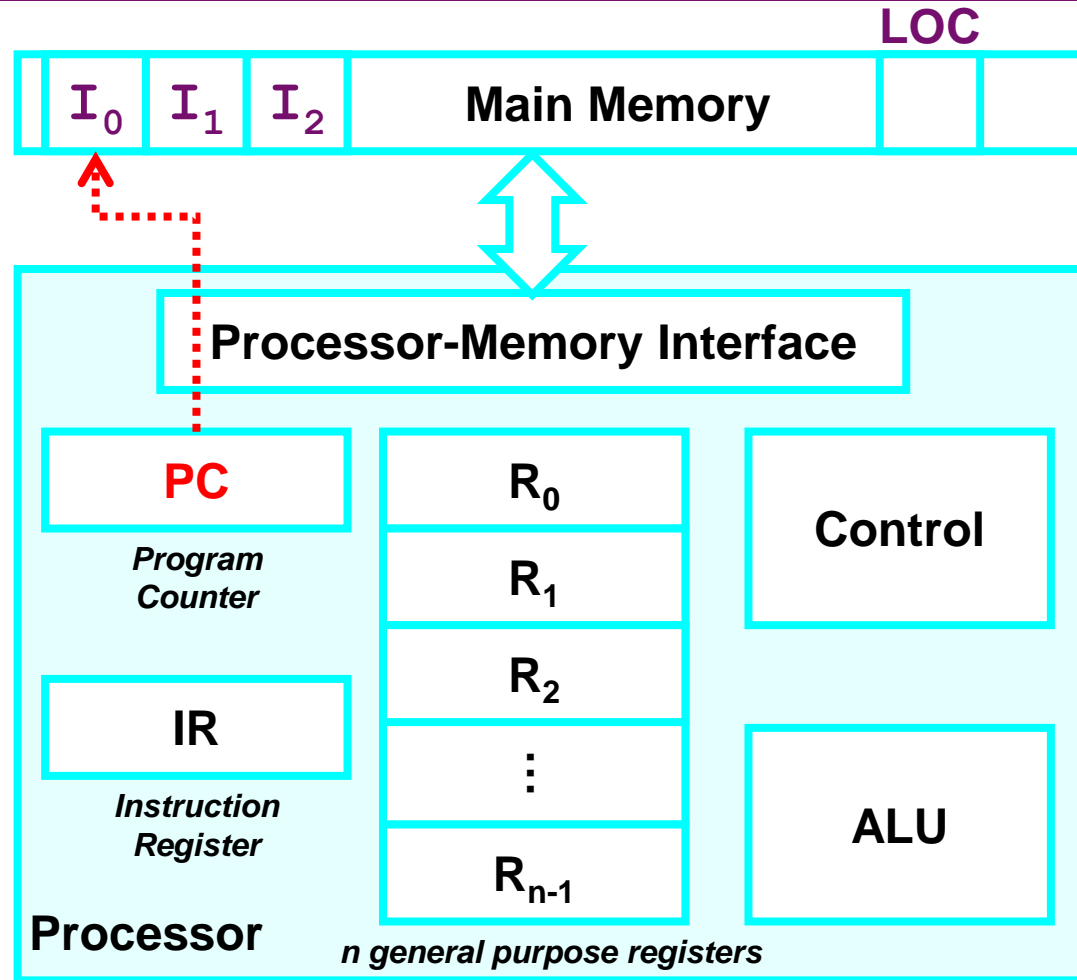 LOC
I₀ I₁ I₂ Main Memory
Processor-Memory Interface
PC
Program
Counter
IR
Instruction
Register
R₀
R₁
R₂
⋮
Rₙ₋₁
n general purpose registers
Control
ALU
Processor